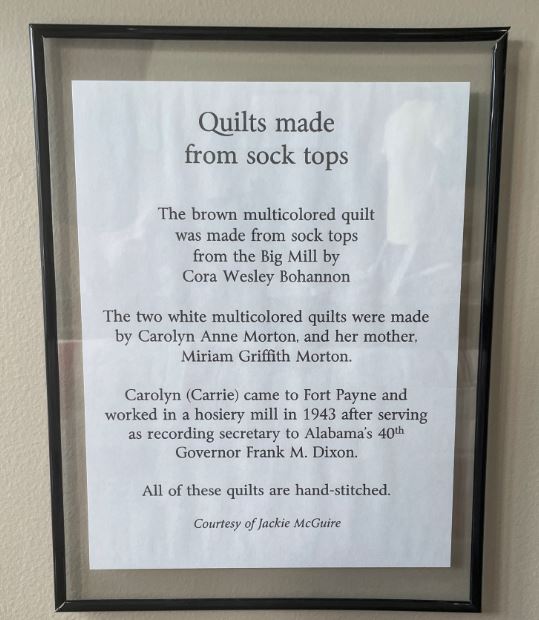 Quilts made
from sock tops
The brown multicolored quilt
was made from sock tops
from the Big Mill by
Cora Wesley Bohannon
The two white multicolored quilts were made
by Carolyn Anne Morton, and her mother,
Miriam Griffith Morton.
Carolyn (Carrie) came to Fort Payne and
worked in a hosiery mill in 1943 after serving
as recording secretary to Alabama's 40th
Governor Frank M. Dixon.
All of these quilts are hand-stitched.
Courtesy of Jackie McGuire